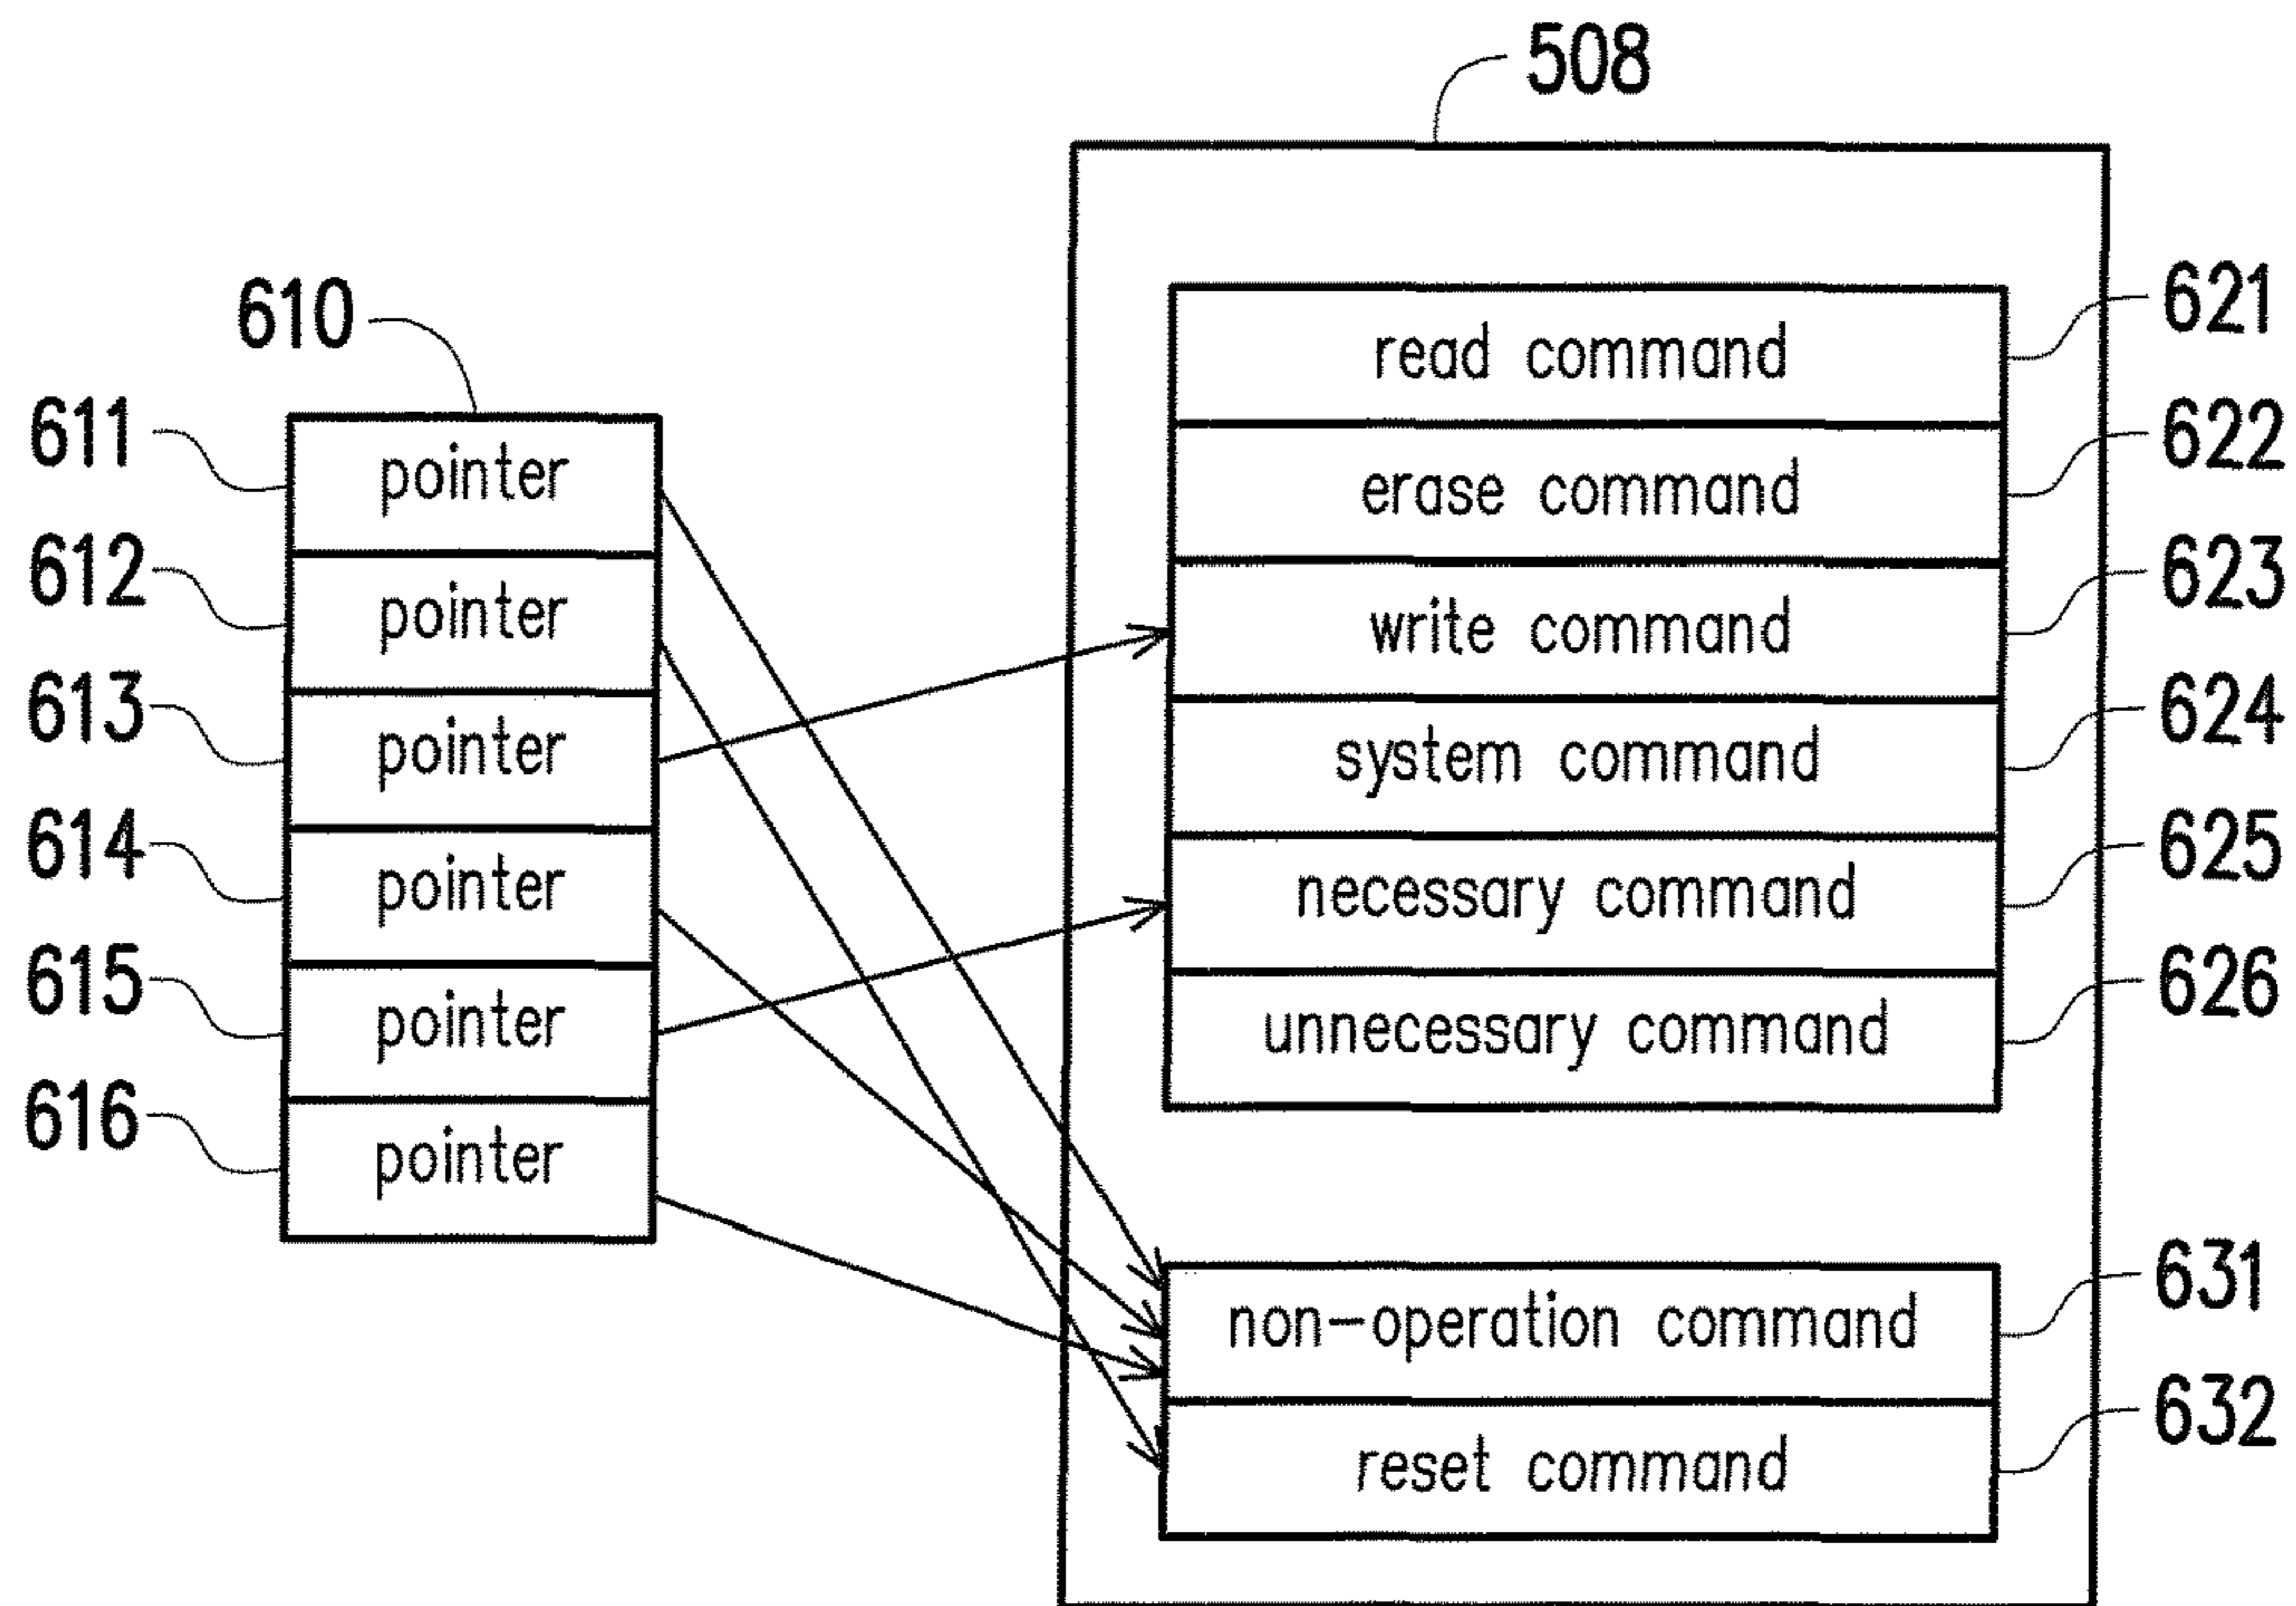 508
621
610
read command
611
622
pointer
erase command
612
623
pointer
write command
613
624
pointer
system command
614
625
pointer
necessary command
615
626
pointer
unnecessary command
616
pointer
631
non-operation command
632
reset command